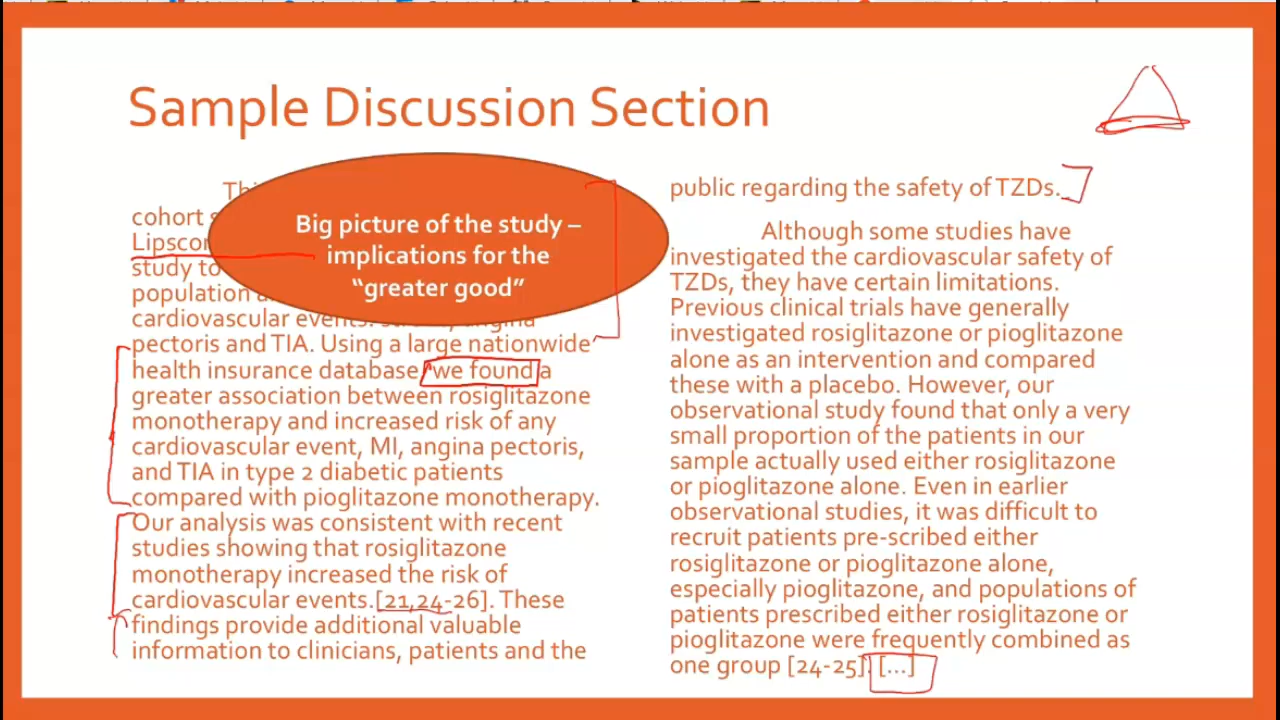 Sample Discussion Section
Big picture of the study –
implications for the
“greater good”
cohort
study to
population
cardiovascular events.
pectoris and TIA. Using a large nationwide
health insurance database we found a
greater association between rosiglitazone
monotherapy and increased risk of any
cardiovascular event, MI, angina pectoris,
and TIA in type 2 diabetic patients
compared with pioglitazone monotherapy.
Our analysis was consistent with recent
studies showing that rosiglitazone
monotherapy increased the risk of
cardiovascular events.[21,24-26]. These
findings provide additional valuable
information to clinicians, patients and the
public regarding the safety of TZDs.
Although some studies have
investigated the cardiovascular safety of
TZDs, they have certain limitations.
Previous clinical trials have generally
investigated rosiglitazone or pioglitazone
alone as an intervention and compared
these with a placebo. However, our
observational study found that only a very
small proportion of the patients in our
sample actually used either rosiglitazone
or pioglitazone alone. Even in earlier
observational studies, it was difficult to
recruit patients pre-scribed either
rosiglitazone or pioglitazone alone,
especially pioglitazone, and populations of
patients prescribed either rosiglitazone or
pioglitazone were frequently combined as
one group [24-25]. [...]